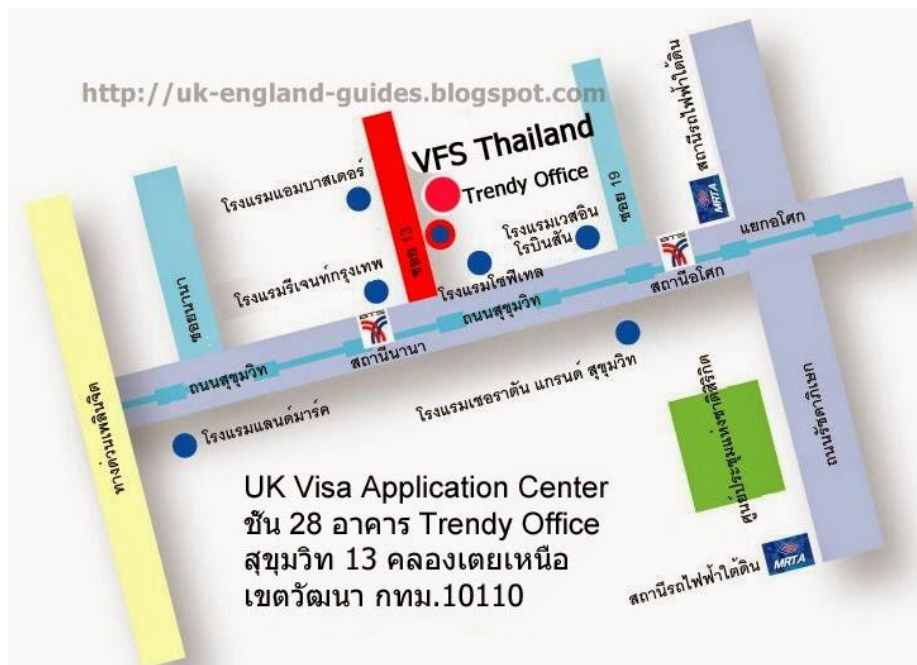 http://uk-england-guides.blogspot.com
VFS Thailand
Trendy Office
สถานีรถไฟฟ้าใต้ดิน
MRTA
ซอย 19
แยกอโศก
โรงแรมแอมบาสเดอร์
ซอย 13
โรงแรมเวสอิน
โรบินสัน
โรงแรมรีเจนท์กรุงเทพ
โรงแรมโซฟีเทล
BTS
สถานีอโศก
ซอยนานา
BTS
สถานีนานา
ถนนสุขุมวิท
ถนนสุขุมวิท
ทางด่วนเพลินจิต
โรงแรมแลนด์มาร์ค
โรงแรมเชอราตัน แกรนด์ สุขุมวิท
ศูนย์ประชุมแห่งชาติสิริกิต
ถนนรัชดาภิเษก
UK Visa Application Center
ชั้น 28 อาคาร Trendy Office
สุขุมวิท 13 คลองเตยเหนือ
เขตวัฒนา กทม.10110
สถานีรถไฟฟ้าใต้ดิน
MRTA